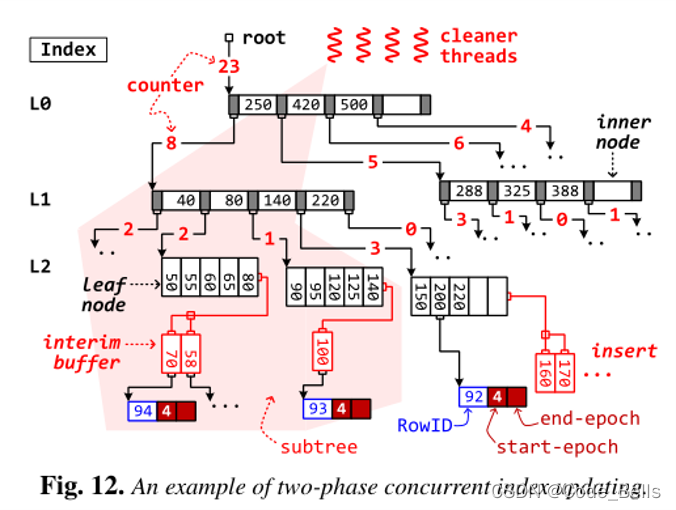 Index
root
cleaner
threads
counter
23
L0
250 420 500
8
5
6
4
...
..
inner
node
L1
40 80 140 220
288 325 388
2
2
1
3
0
3
1
0
1
..
..
..
..
..
L2
leaf
node
50 55 60 65 80
90 95 120 125 140
150 200 220
interim
buffer
70 58
100
160 170
insert
...
94 4
...
93 4
92 4
RowID
end-epoch
start-epoch
subtree
Fig. 12. An example of two-phase concurrent index updating.
CSDN @Code_Bells